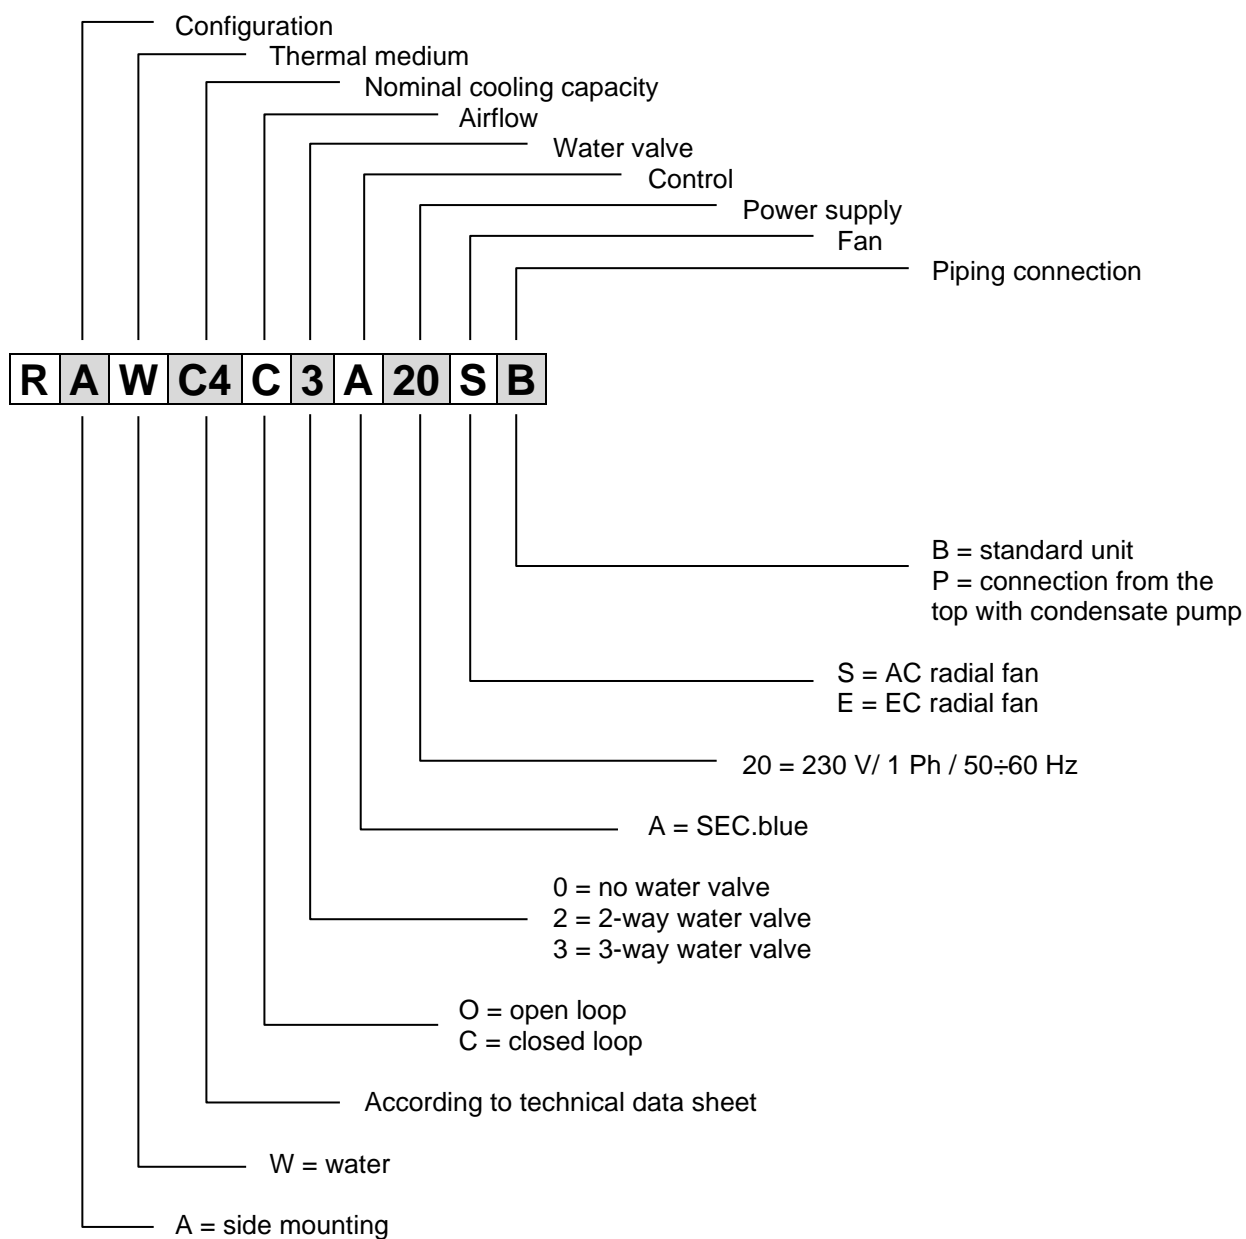 Configuration
Thermal medium
Nominal cooling capacity
Airflow
Water valve
Control
Power supply
Fan
Piping connection
R A W C4 C 3 A 20 S B
B = standard unit
P = connection from the
top with condensate pump
S = AC radial fan
E = EC radial fan
20 = 230 V/ 1 Ph / 50÷60 Hz
A = SEC.blue
0 = no water valve
2 = 2-way water valve
3 = 3-way water valve
O = open loop
C = closed loop
According to technical data sheet
W = water
A = side mounting